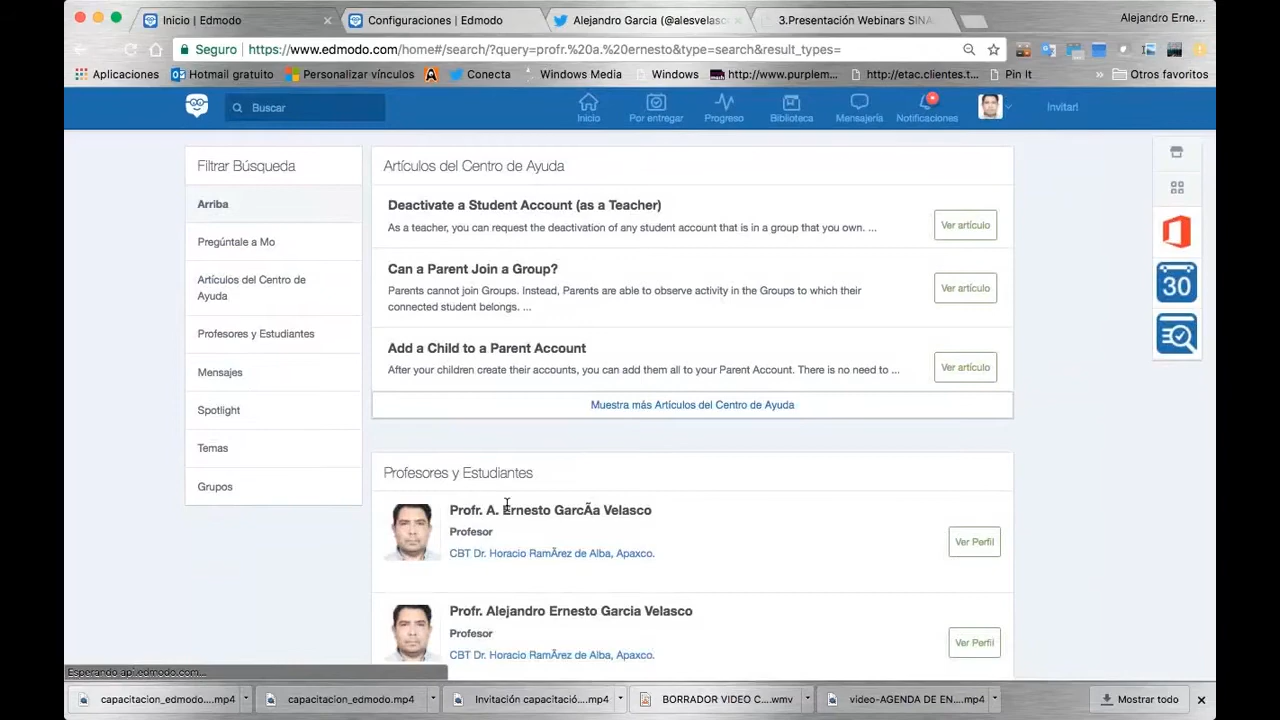 Inicio | Edmodo
Configuraciones | Edmodo
Alejandro Garcia (@alesvelasc
3.Presentación Webinars SINA
Alejandro Erne...
Seguro
https://www.edmodo.com/home#/search/?query=profr.%20a.%20ernesto&type=search&result_types=
Aplicaciones
Hotmail gratuito
Personalizar vínculos
Conecta
Windows Media
Windows
http://www.purplem...
http://etac.clientes.t...
Pin It
»
Otros favoritos
Buscar
Inicio
Por entregar
Progreso
Biblioteca
Mensajería
Notificaciones
Invitar!
Filtrar Búsqueda
Arriba
Pregúntale a Mo
Artículos del Centro de
Ayuda
Profesores y Estudiantes
Mensajes
Spotlight
Temas
Grupos
Artículos del Centro de Ayuda
Deactivate a Student Account (as a Teacher)
As a teacher, you can request the deactivation of any student account that is in a group that you own. ...
Ver artículo
Can a Parent Join a Group?
Parents cannot join Groups. Instead, Parents are able to observe activity in the Groups to which their
connected student belongs. ...
Ver artículo
Add a Child to a Parent Account
After your children create their accounts, you can add them all to your Parent Account. There is no need to ...
Ver artículo
Muestra más Artículos del Centro de Ayuda
Profesores y Estudiantes
Profr. A. Ernesto GarcÃa Velasco
Profesor
CBT Dr. Horacio RamÃrez de Alba, Apaxco.
Ver Perfil
Profr. Alejandro Ernesto Garcia Velasco
Profesor
CBT Dr. Horacio RamÃrez de Alba, Apaxco.
Ver Perfil
30
Esperando api.edmodo.com...
capacitacion_edmodo....mp4
capacitacion_edmodo.mp4
Invitación capacitació....mp4
BORRADOR VIDEO C....wmv
video-AGENDA DE EN....mp4
Mostrar todo